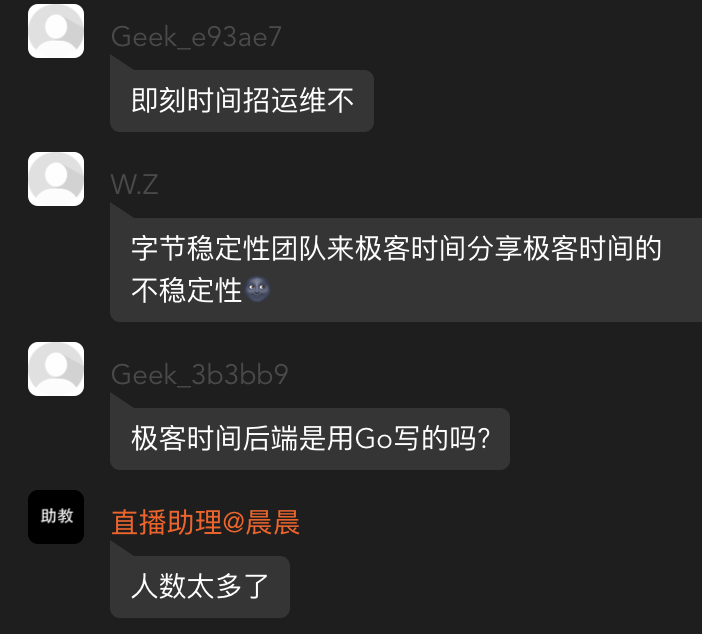 Geek_e93ae7
即刻时间招运维不
W.Z
字节稳定性团队来极客时间分享极客时间的
不稳定性🌚
Geek_3b3bb9
极客时间后端是用Go写的吗?
助教
直播助理@晨晨
人数太多了